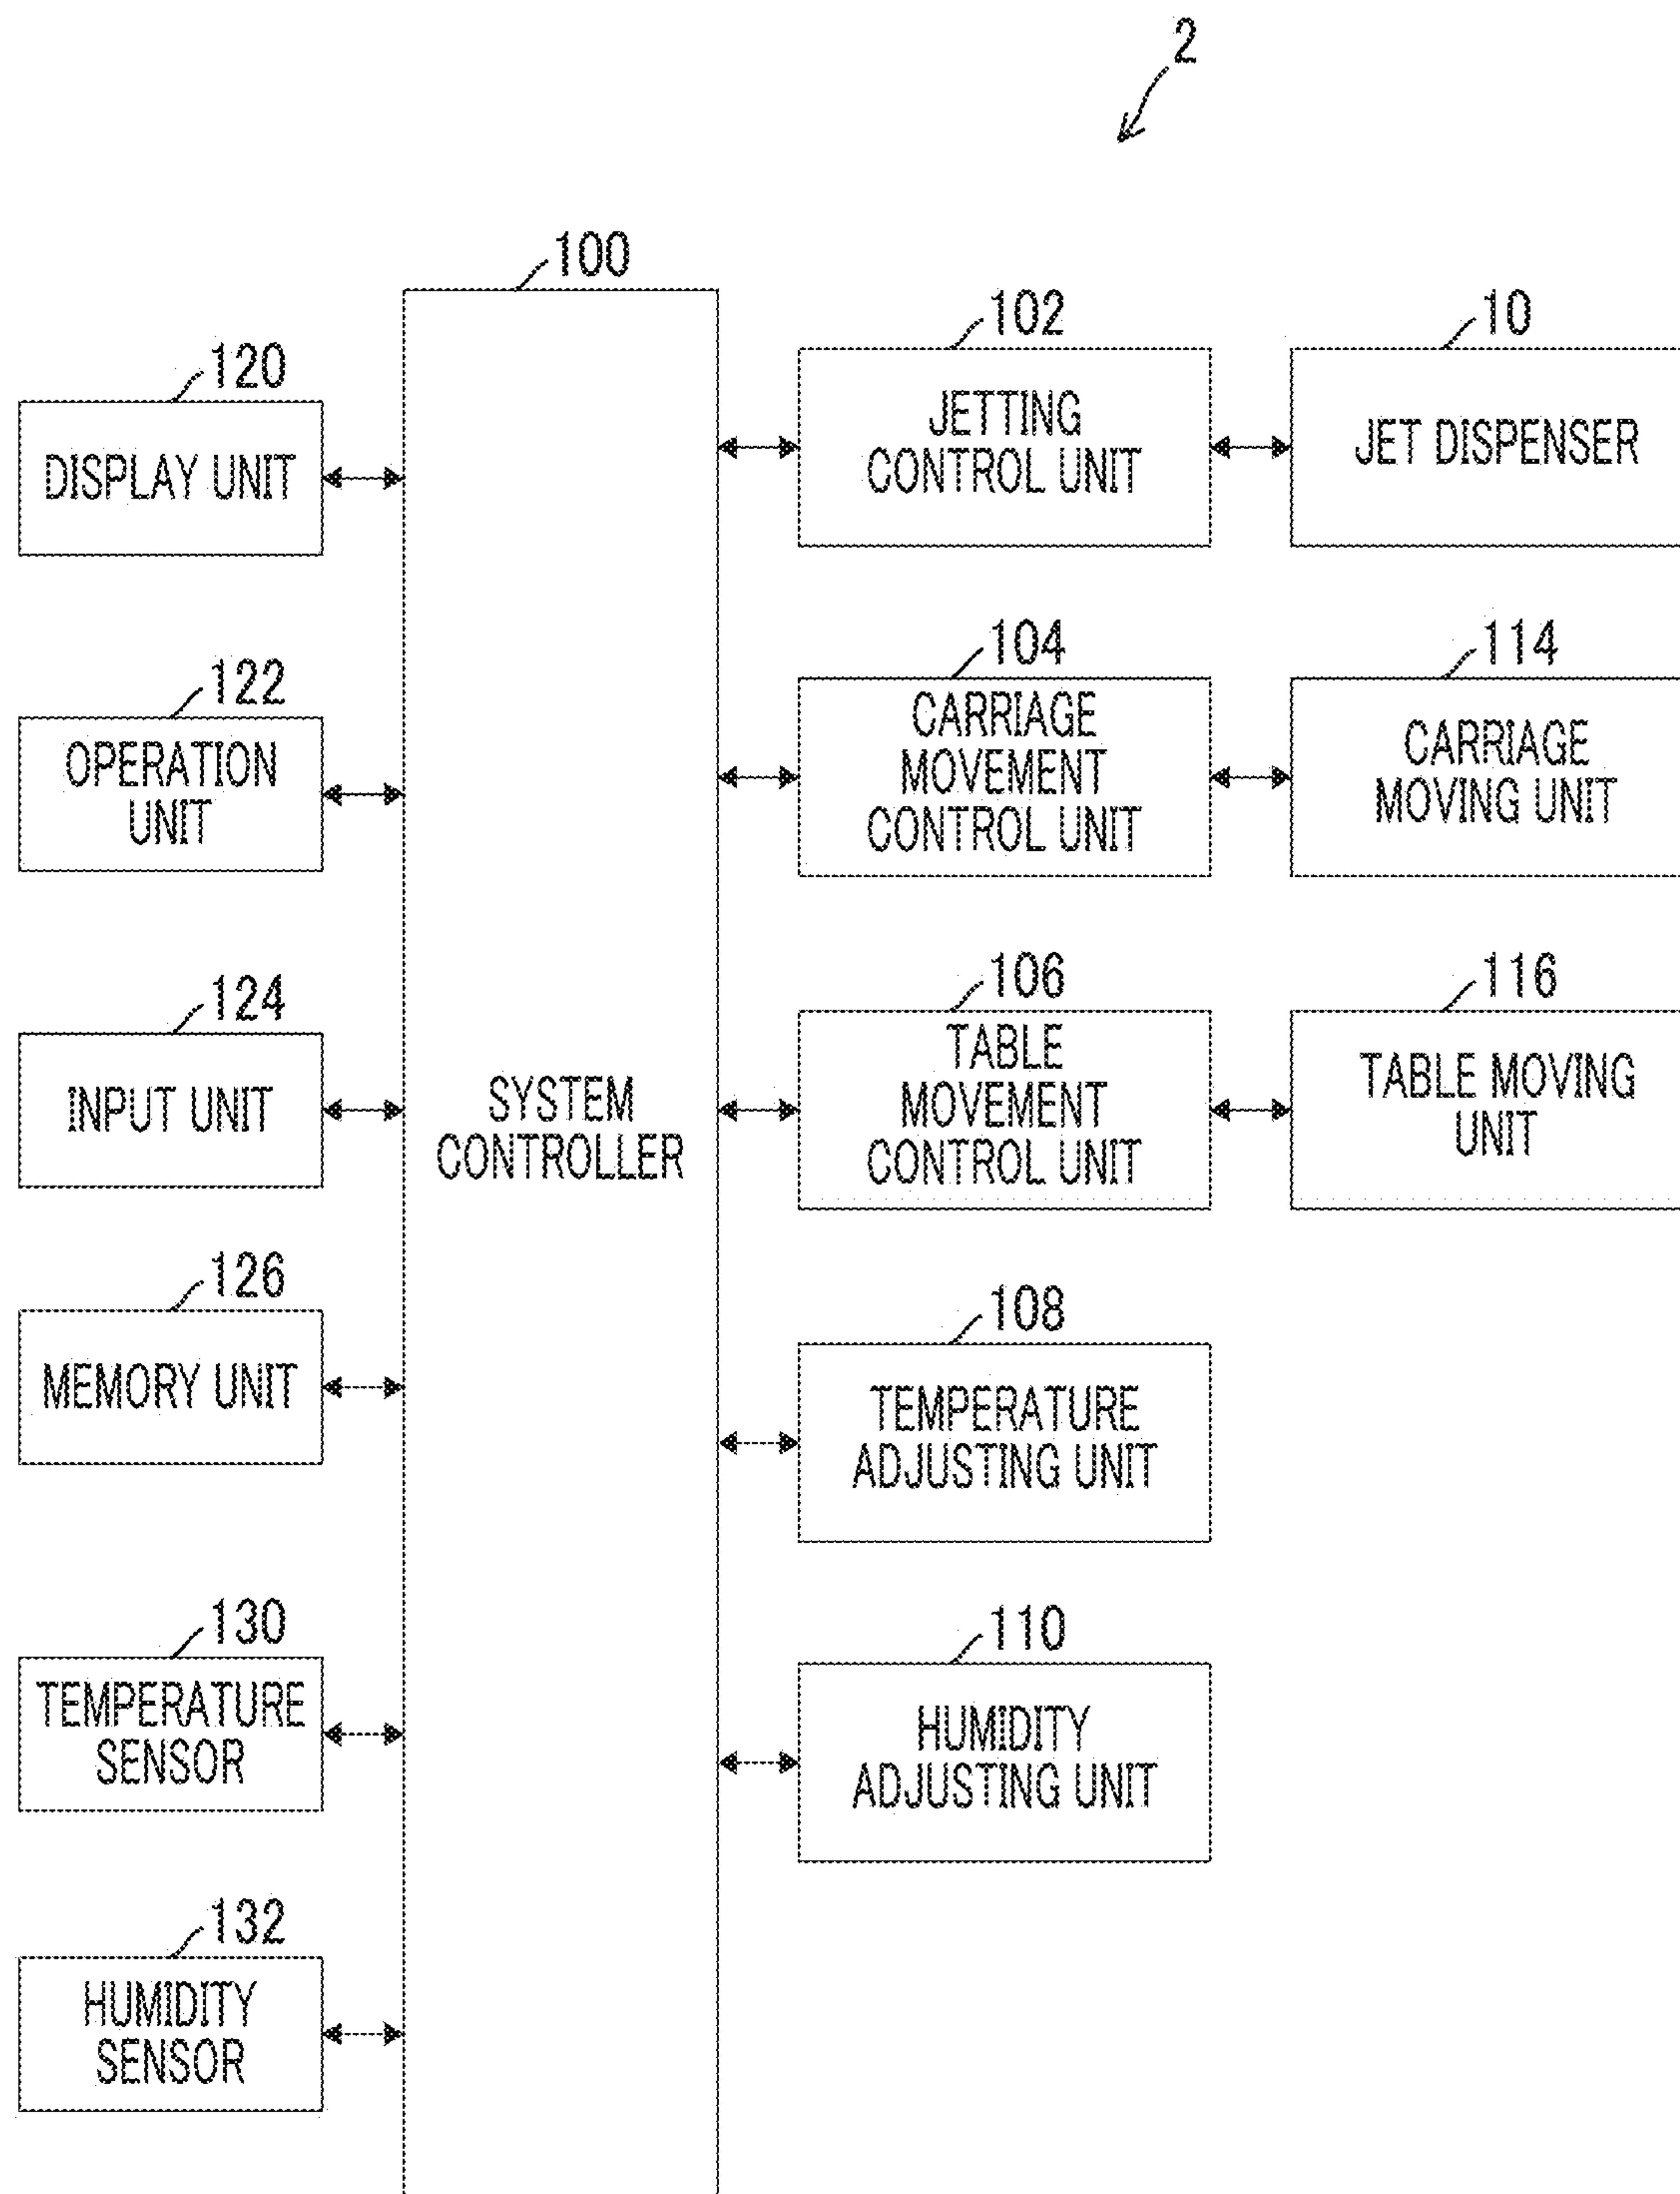 2
100
120
DISPLAY UNIT
122
OPERATION
UNIT
124
INPUT UNIT
126
MEMORY UNIT
130
TEMPERATURE
SENSOR
132
HUMIDITY
SENSOR
SYSTEM
CONTROLLER
102
JETTING
CONTROL UNIT
10
JET DISPENSER
104
CARRIAGE
MOVEMENT
CONTROL UNIT
114
CARRIAGE
MOVING UNIT
106
TABLE
MOVEMENT
CONTROL UNIT
116
TABLE MOVING
UNIT
108
TEMPERATURE
ADJUSTING UNIT
110
HUMIDITY
ADJUSTING UNIT